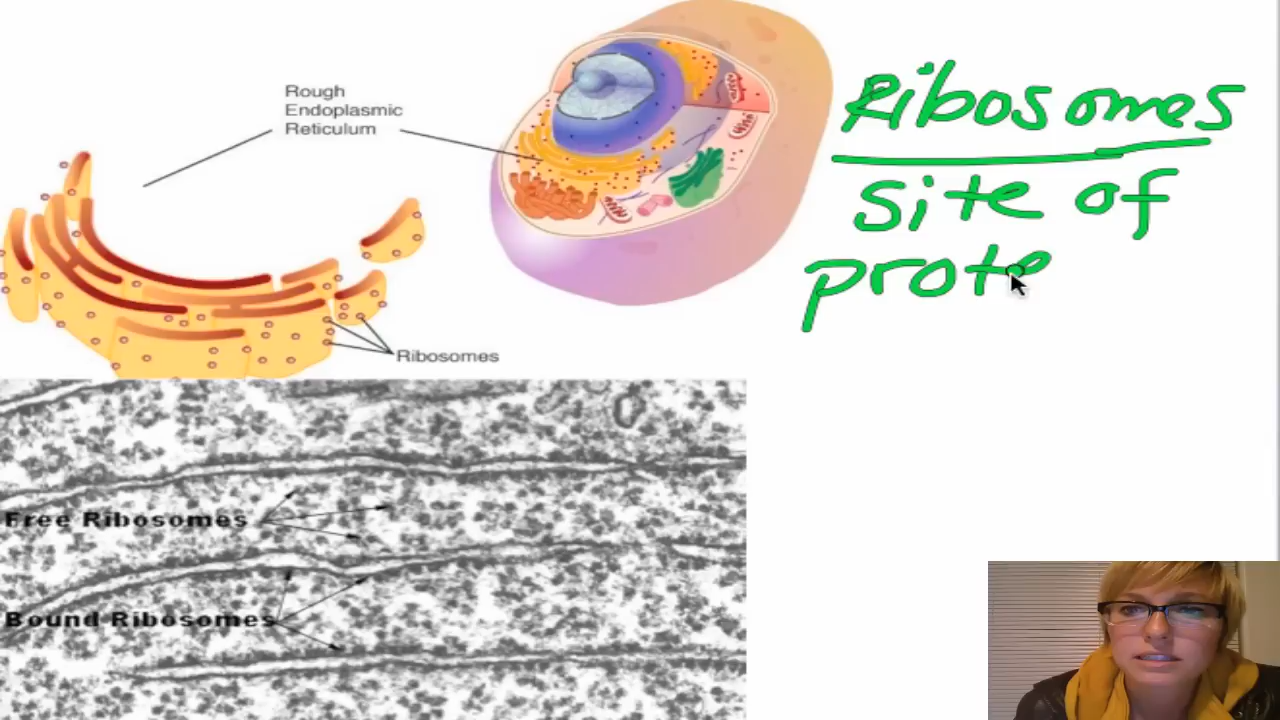 Rough
Endoplasmic
Reticulum
Ribosomes
Ribosomes
site of
prote
Free Ribosomes
Bound Ribosomes